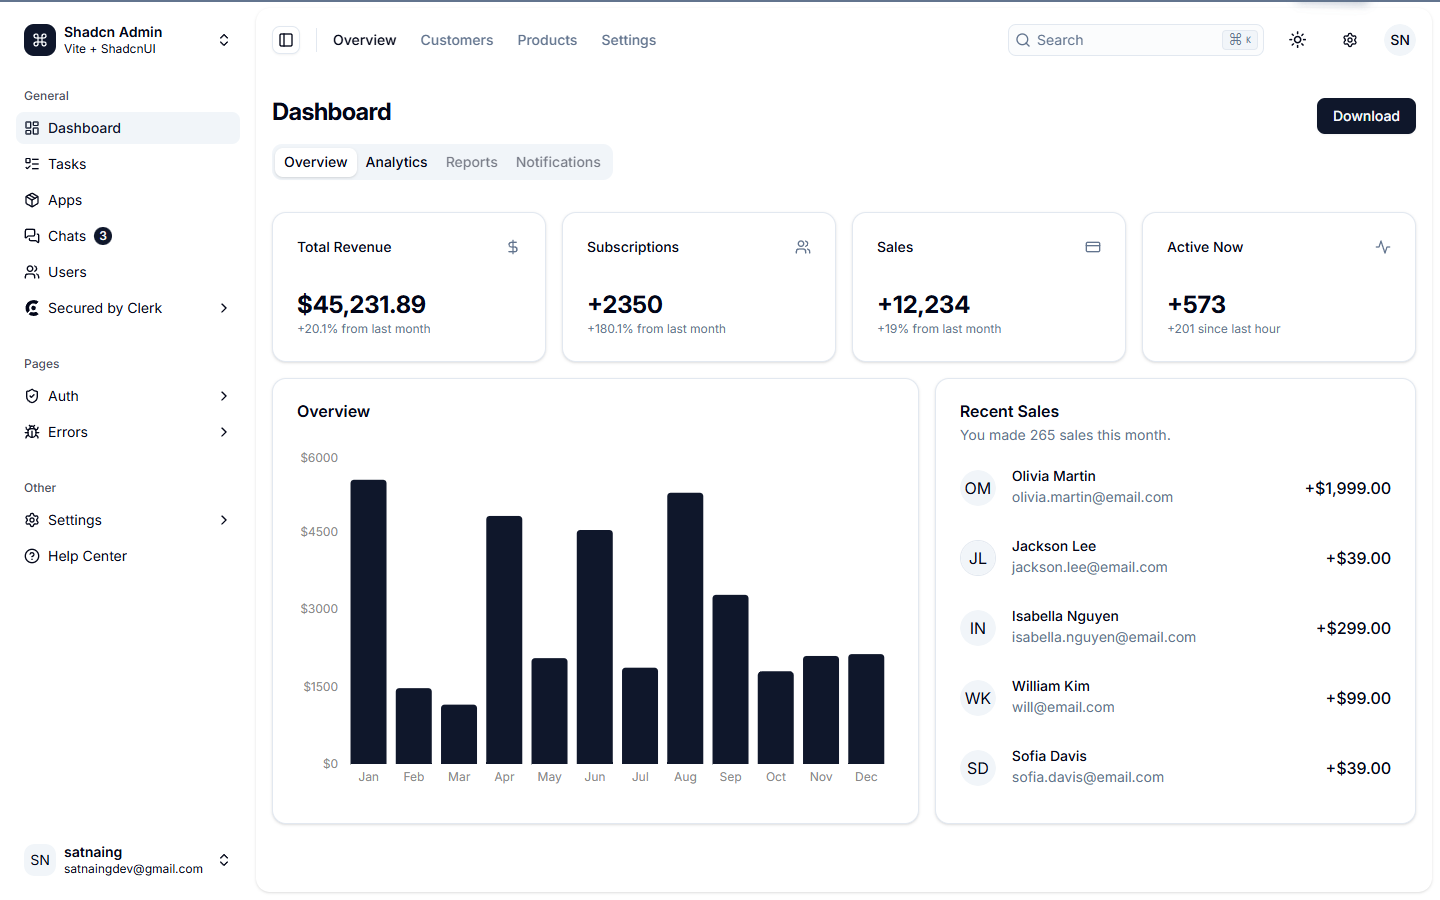 Shadcn Admin
Vite + ShadcnUI
General
Dashboard
Tasks
Apps
Chats 3
Users
Secured by Clerk
Pages
Auth
Errors
Other
Settings
Help Center
SN
satnaing
satnaingdev@gmail.com
Overview Customers Products Settings
Search ⌘ K
SN
Dashboard
Download
Overview Analytics Reports Notifications
Total Revenue
$45,231.89
+20.1% from last month
Subscriptions
+2350
+180.1% from last month
Sales
+12,234
+19% from last month
Active Now
+573
+201 since last hour
Overview
$6000
$4500
$3000
$1500
$0
Jan Feb Mar Apr May Jun Jul Aug Sep Oct Nov Dec
Recent Sales
You made 265 sales this month.
OM
Olivia Martin
olivia.martin@email.com
+$1,999.00
JL
Jackson Lee
jackson.lee@email.com
+$39.00
IN
Isabella Nguyen
isabella.nguyen@email.com
+$299.00
WK
William Kim
will@email.com
+$99.00
SD
Sofia Davis
sofia.davis@email.com
+$39.00